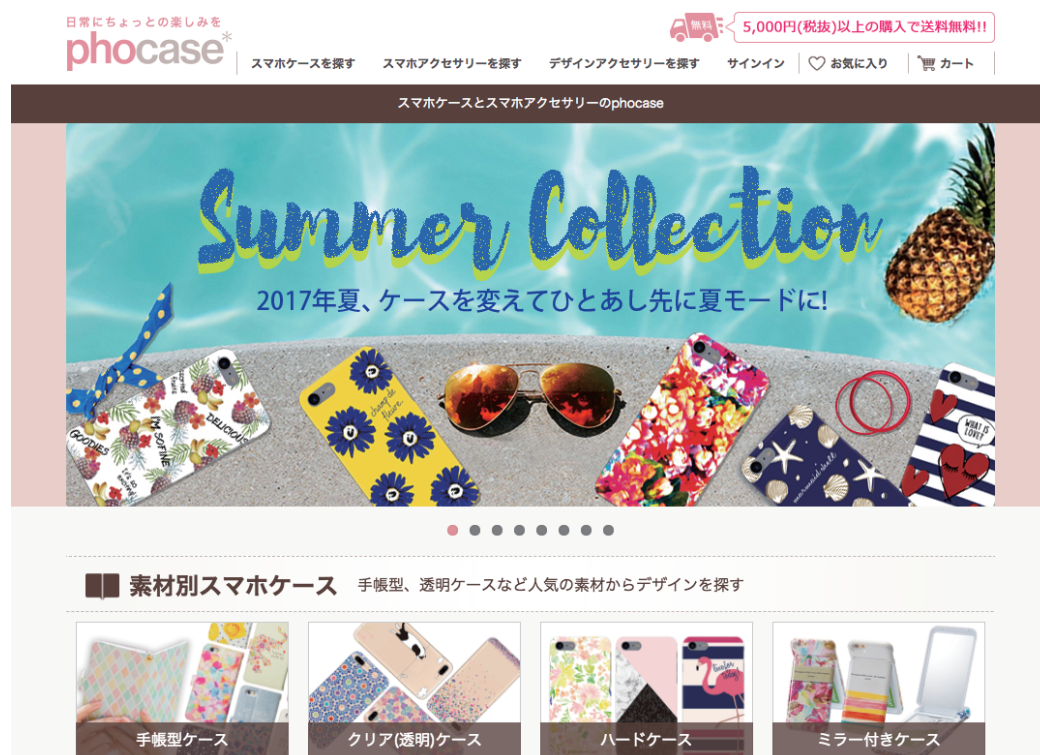 日常にちょっとの楽しみを
phocase*
無料
5,000円(税抜)以上の購入で送料無料!!
スマホケースを探す
スマホアクセサリーを探す
デザインアクセサリーを探す
サインイン
お気に入り
カート
スマホケースとスマホアクセサリーのphocase
Summer Collection
2017年夏、ケースを変えてひとあし先に夏モードに!
GOODIES
I'M SOFINE
DELICIOUS
champ de
fleure.
mermaid shell
WHAT IS
LOVE?
素材別スマホケース
手帳型、透明ケースなど人気の素材からデザインを探す
手帳型ケース
クリア(透明)ケース
ハードケース
ミラー付きケース